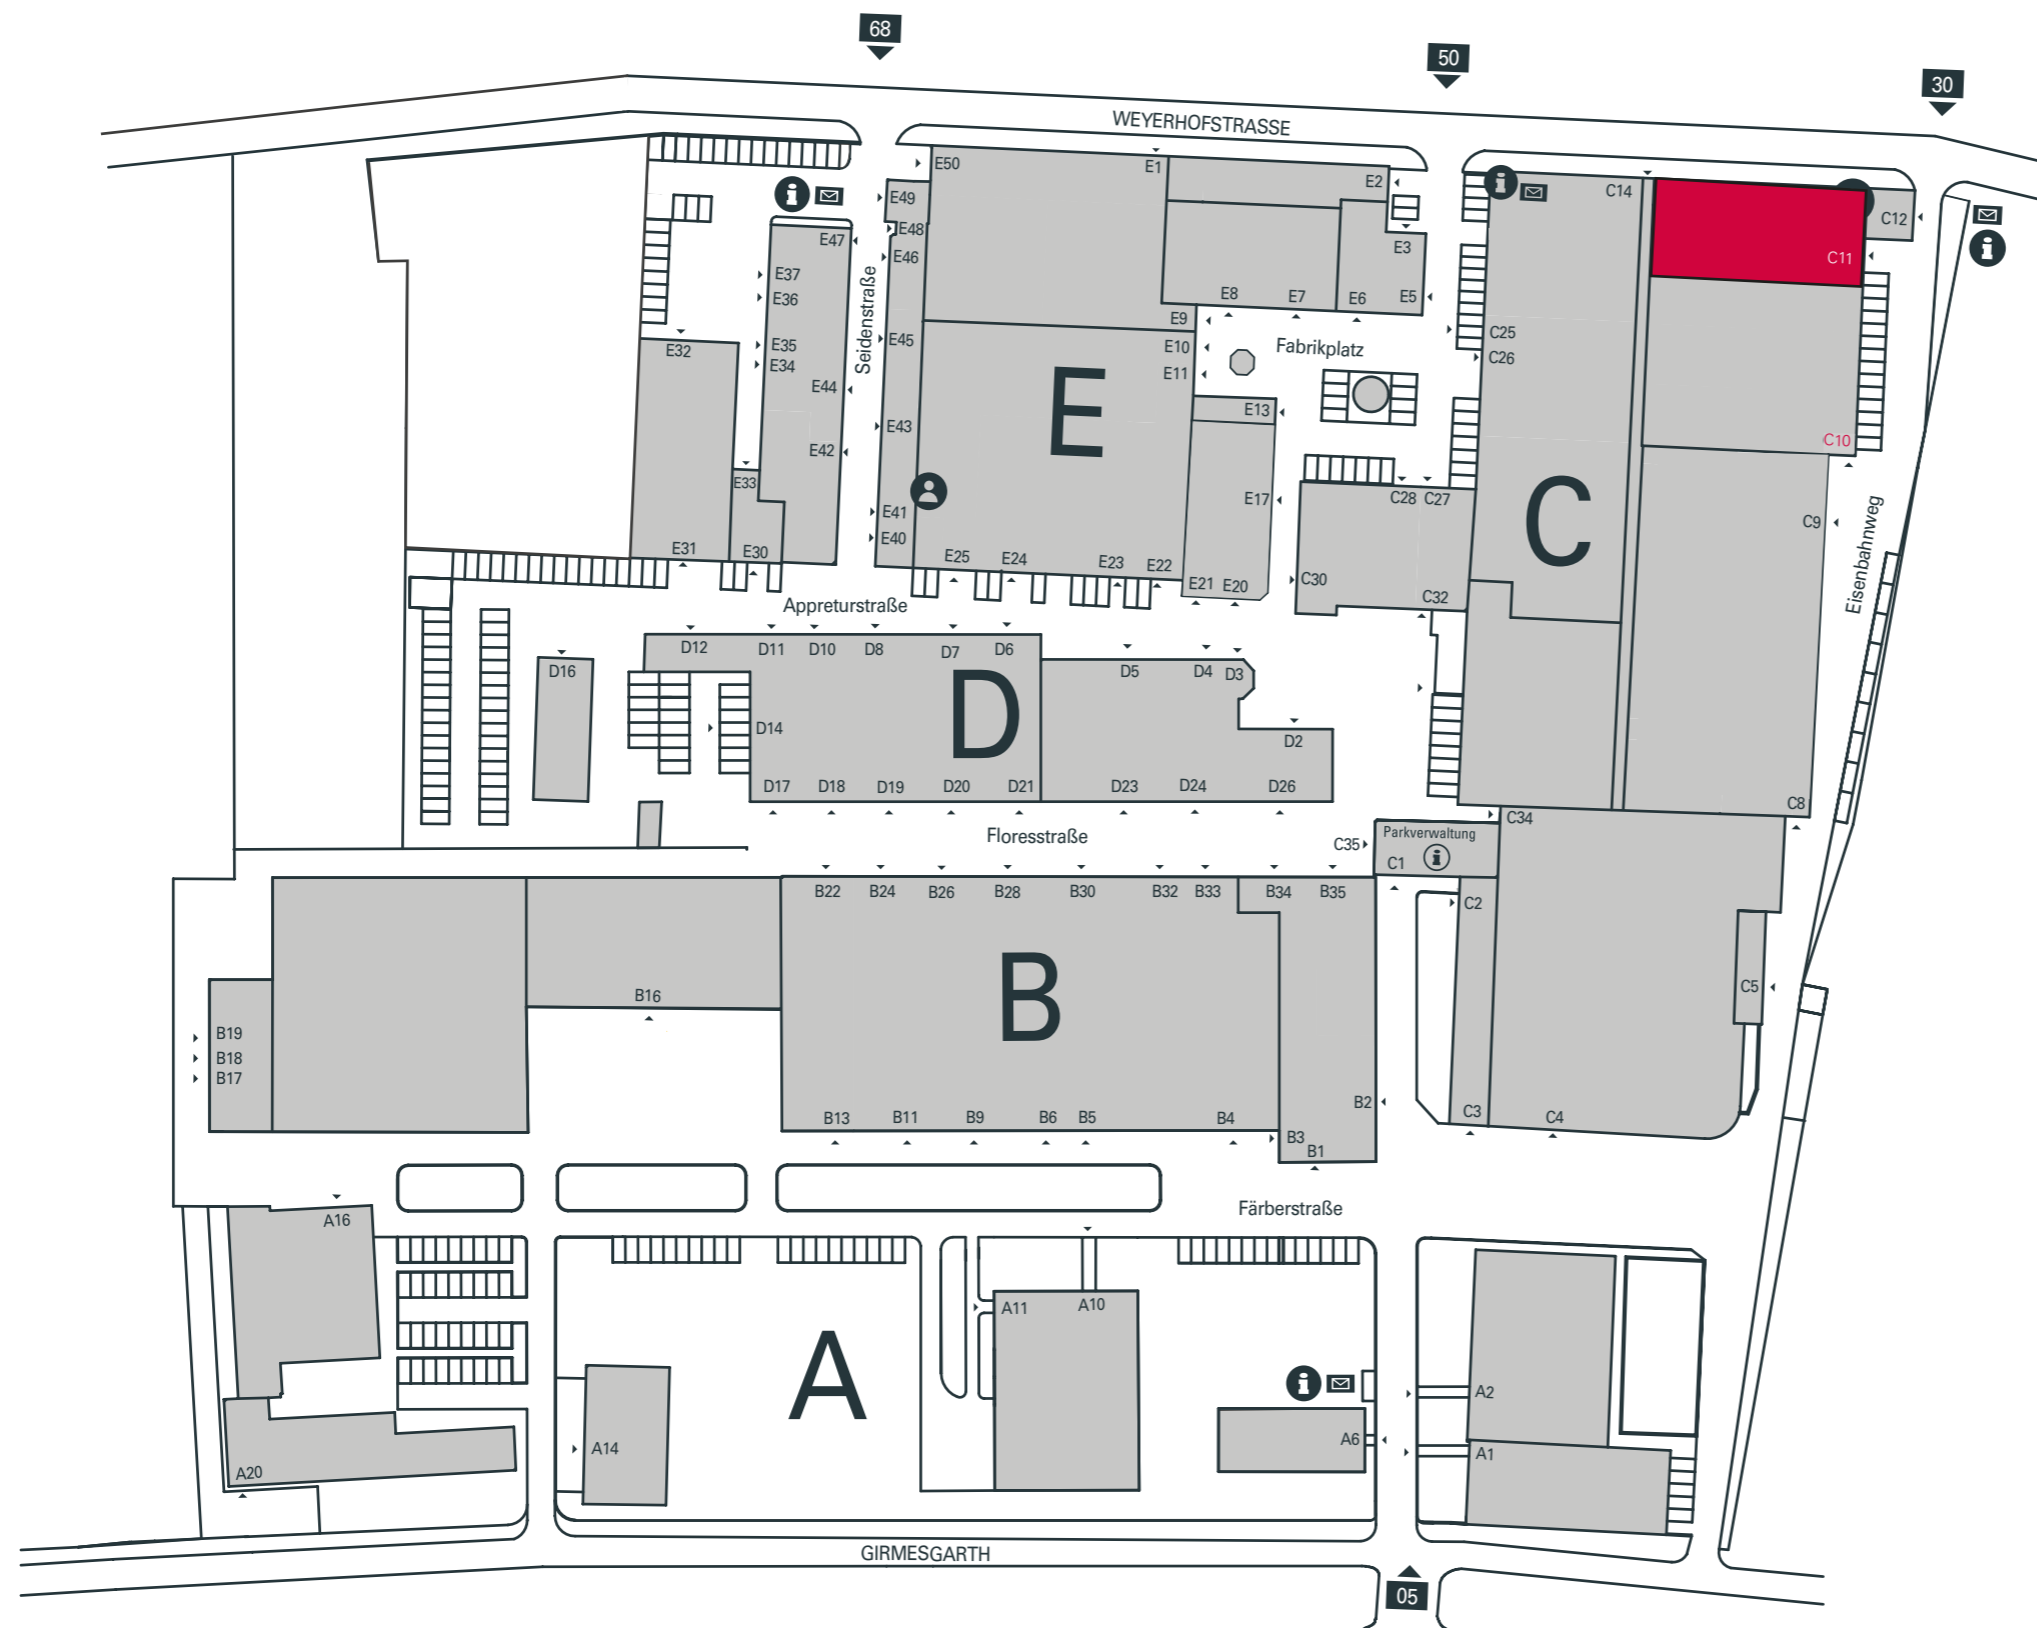 68
50
30
WEYERHOFSTRASSE
E50
E1
E2
C14
C12
E49
E48
E47
E46
E3
C11
E37
E36
E8
E7
E6
E5
E9
Seidenstraße
E45
E10
E11
Fabrikplatz
C25
C26
E32
E35
E34
E44
E
E13
E43
E42
C10
E33
E17
C28
C27
C
C9
E41
E40
Eisenbahnweg
E31
E30
E25
E24
E23
E22
E21
E20
C30
C32
Appreturstraße
D12
D11
D10
D8
D7
D6
D16
D5
D4
D3
D
D14
D2
D17
D18
D19
D20
D21
D23
D24
D26
C8
C34
Floresstraße
Parkverwaltung
C35
C1
B22
B24
B26
B28
B30
B32
B33
B34
B35
C2
B
B16
C5
B19
B18
B17
B2
B13
B11
B9
B6
B5
B4
B3
B1
C3
C4
Färberstraße
A16
A11
A10
A
A2
A14
A6
A1
A20
GIRMESGARTH
05